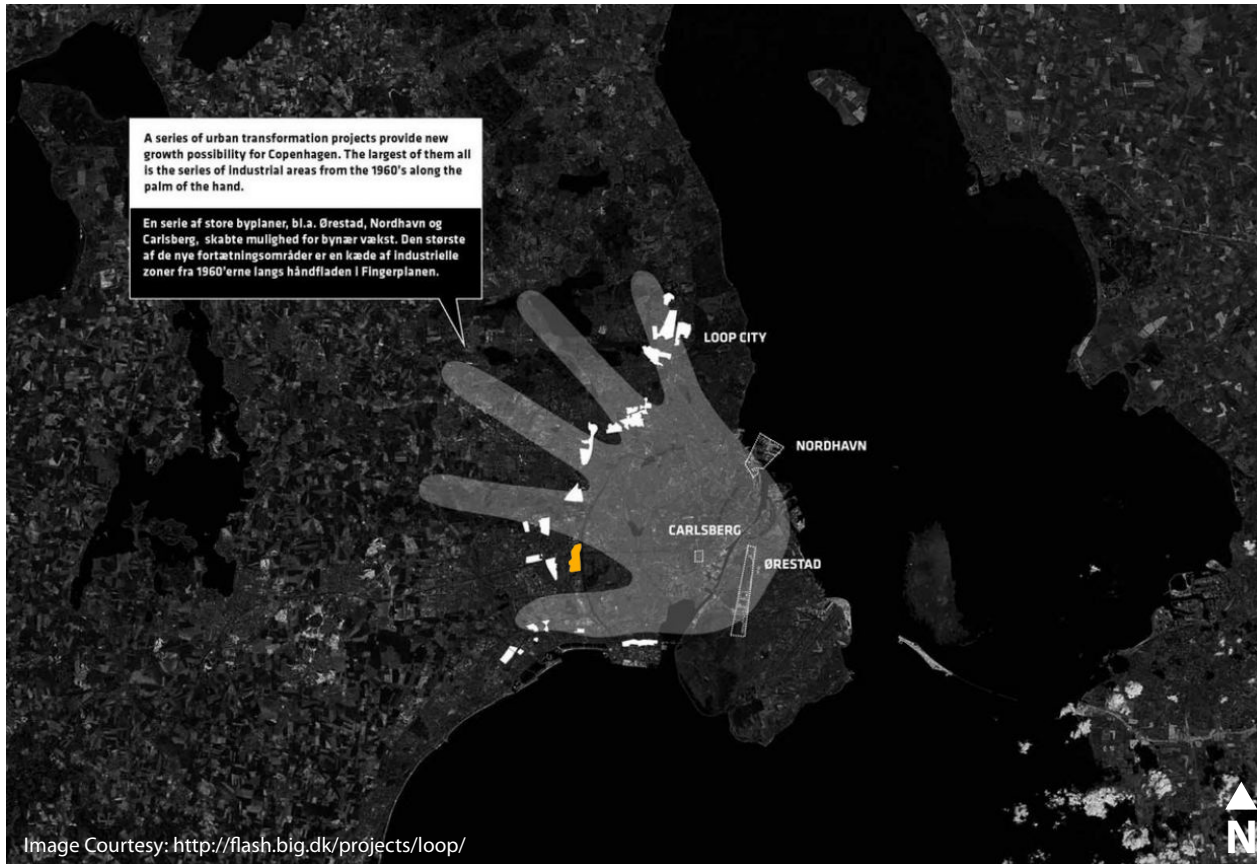 A series of urban transformation projects provide new
growth possibility for Copenhagen. The largest of them all
is the series of industrial areas from the 1960's along the
palm of the hand.
En serie af store byplaner, bl.a. Ørestad, Nordhavn og
Carlsberg, skabte mulighed for bynær vækst. Den største
af de nye fortætningsområder er en kæde af industrielle
zoner fra 1960'erne langs håndfladen i Fingerplanen.
LOOP CITY
NORDHAVN
CARLSBERG
ØRESTAD
Image Courtesy: http://flash.big.dk/projects/loop/
N